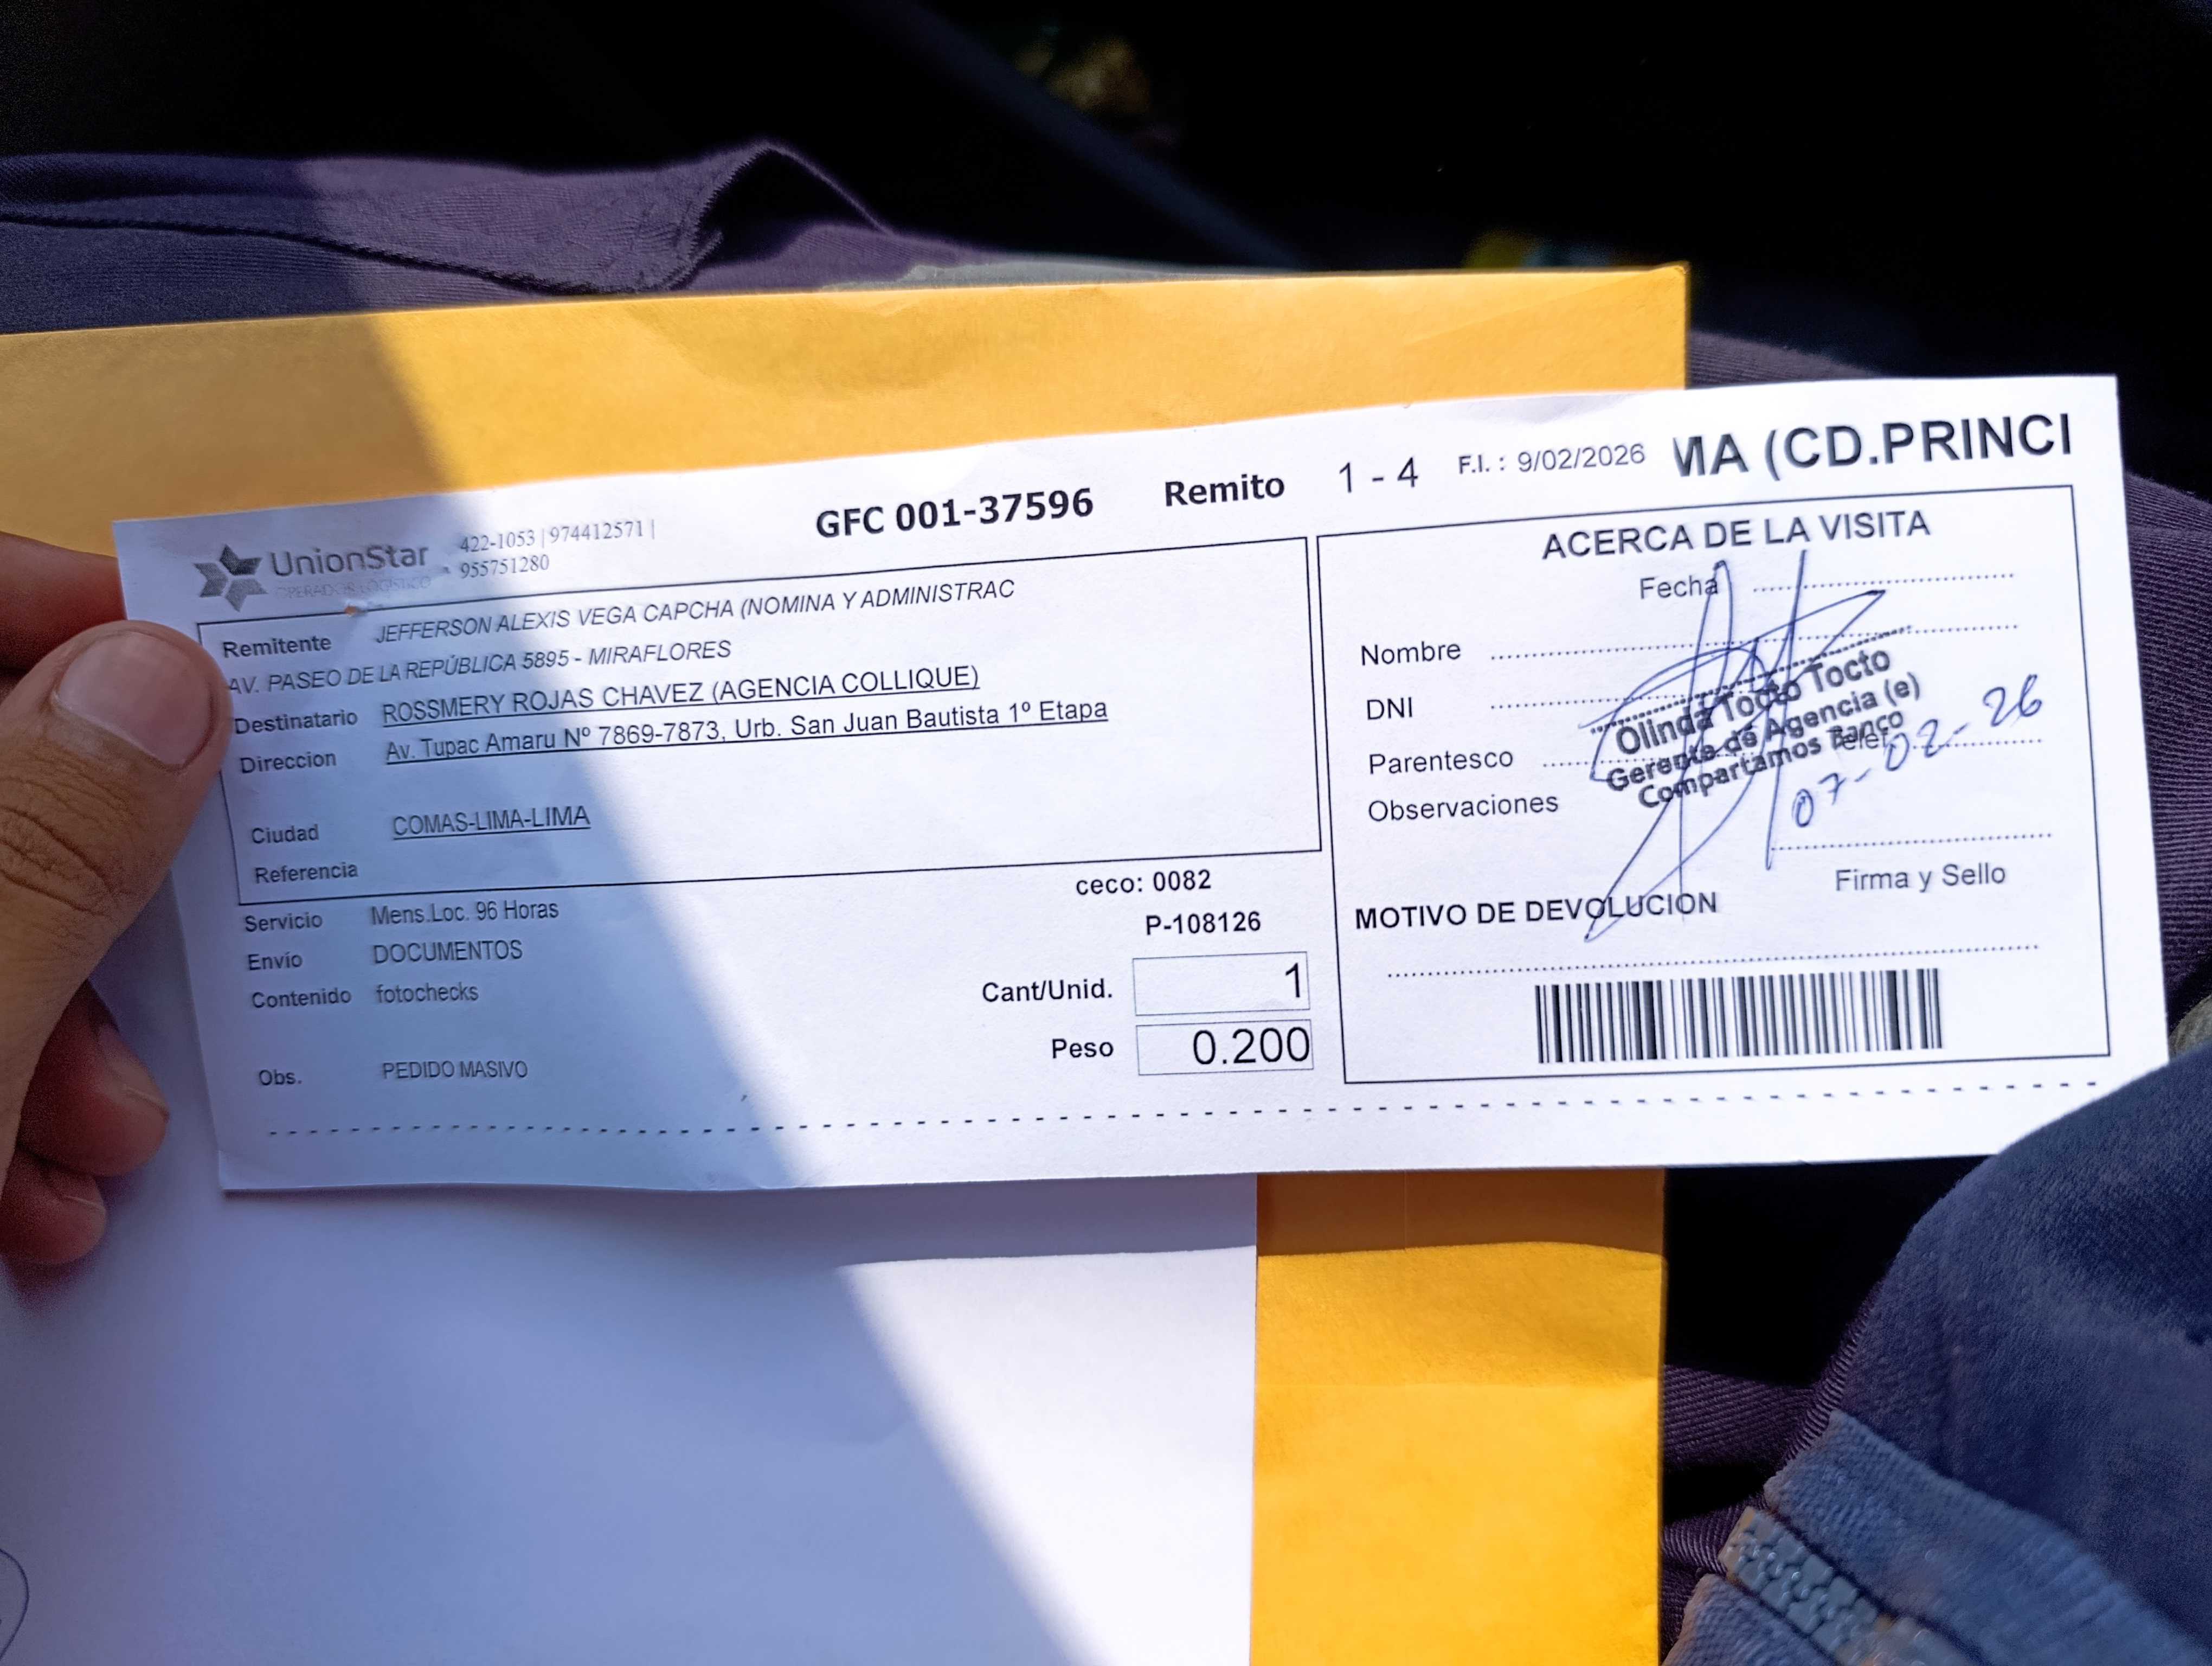 UnionStar
OPERADOR LOGISTICO
422-1053 | 974412571 |
955751280
GFC 001-37596 Remito 1 - 4 F.I. : 9/02/2026 MA (CD.PRINCI
Remitente JEFFERSON ALEXIS VEGA CAPCHA (NOMINA Y ADMINISTRAC
AV. PASEO DE LA REPÚBLICA 5895 - MIRAFLORES
Destinatario ROSSMERY ROJAS CHAVEZ (AGENCIA COLLIQUE)
Direccion Av. Tupac Amaru Nº 7869-7873, Urb. San Juan Bautista 1º Etapa
Ciudad COMAS-LIMA-LIMA
Referencia
Servicio Mens.Loc. 96 Horas
Envío DOCUMENTOS
Contenido fotochecks
Obs. PEDIDO MASIVO
ceco: 0082
P-108126
Cant/Unid. 1
Peso 0.200
ACERCA DE LA VISITA
Fecha
Nombre
DNI
Parentesco Telef
Observaciones
Olinda Tocto Tocto
Gerente de Agencia (e)
Compartamos Banco
07-02-26
Firma y Sello
MOTIVO DE DEVOLUCION